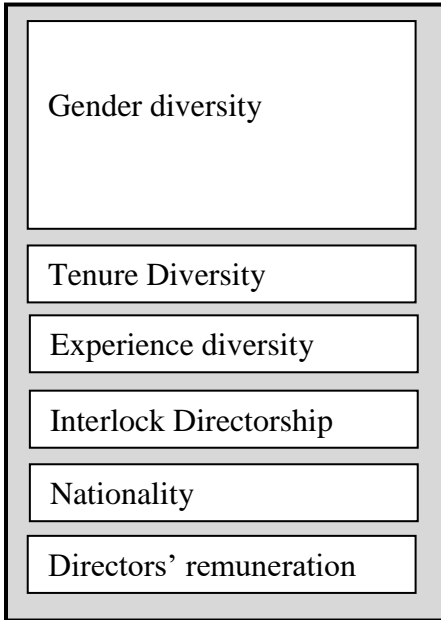 Gender diversity
Tenure Diversity
Experience diversity
Interlock Directorship
Nationality
Directors’ remuneration